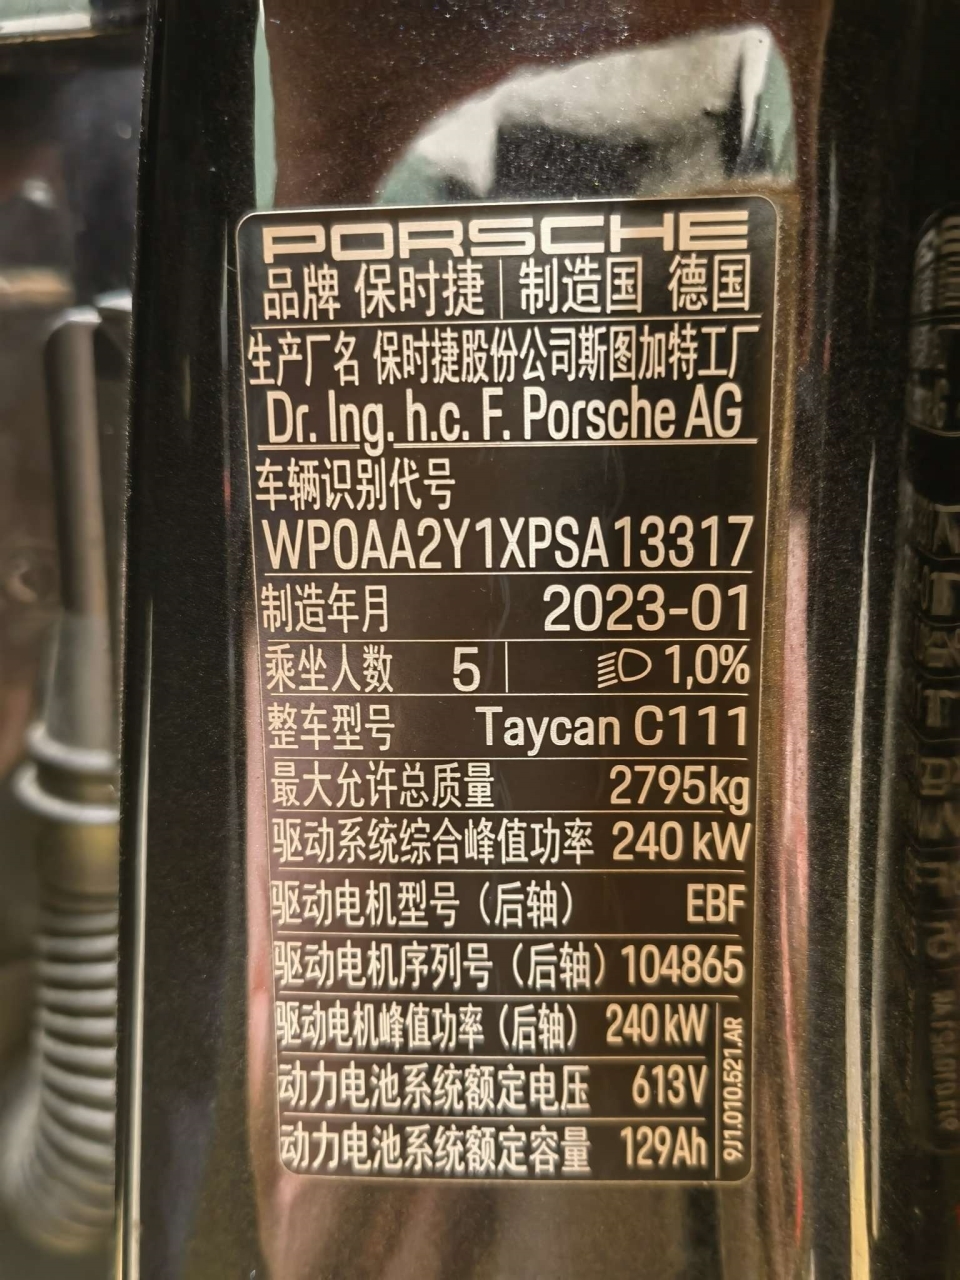 PORSCHE
品牌 保时捷 | 制造国 德国
生产厂名 保时捷股份公司斯图加特工厂
Dr. Ing. h.c. F. Porsche AG
车辆识别代号
WP0AA2Y1XPSA13317
制造年月 2023-01
乘坐人数 5 | 1,0%
整车型号 Taycan C111
最大允许总质量 2795kg
驱动系统综合峰值功率 240 kW
驱动电机型号（后轴） EBF
驱动电机序列号（后轴） 104865
驱动电机峰值功率（后轴） 240 kW
动力电池系统额定电压 613V
动力电池系统额定容量 129Ah
9J1.010.521.AR